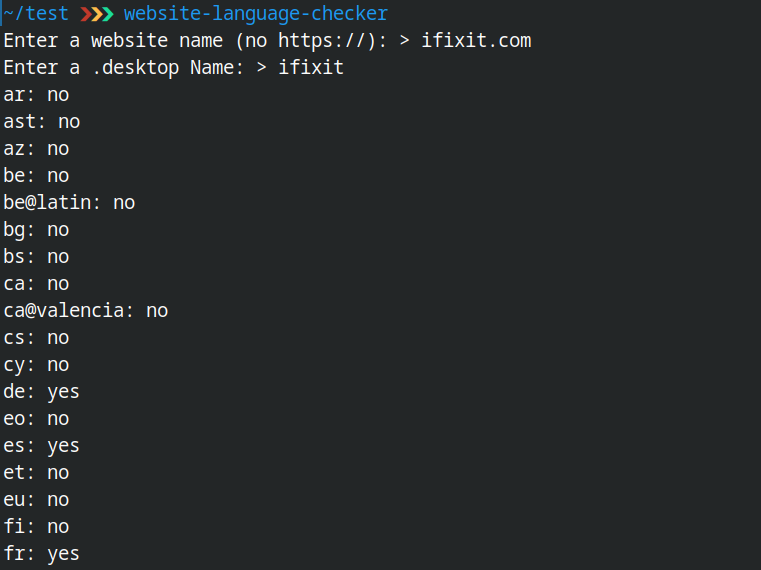 ~/test ❯❯❯ website-language-checker
Enter a website name (no https://): > ifixit.com
Enter a .desktop Name: > ifixit
ar: no
ast: no
az: no
be: no
be@latin: no
bg: no
bs: no
ca: no
ca@valencia: no
cs: no
cy: no
de: yes
eo: no
es: yes
et: no
eu: no
fi: no
fr: yes